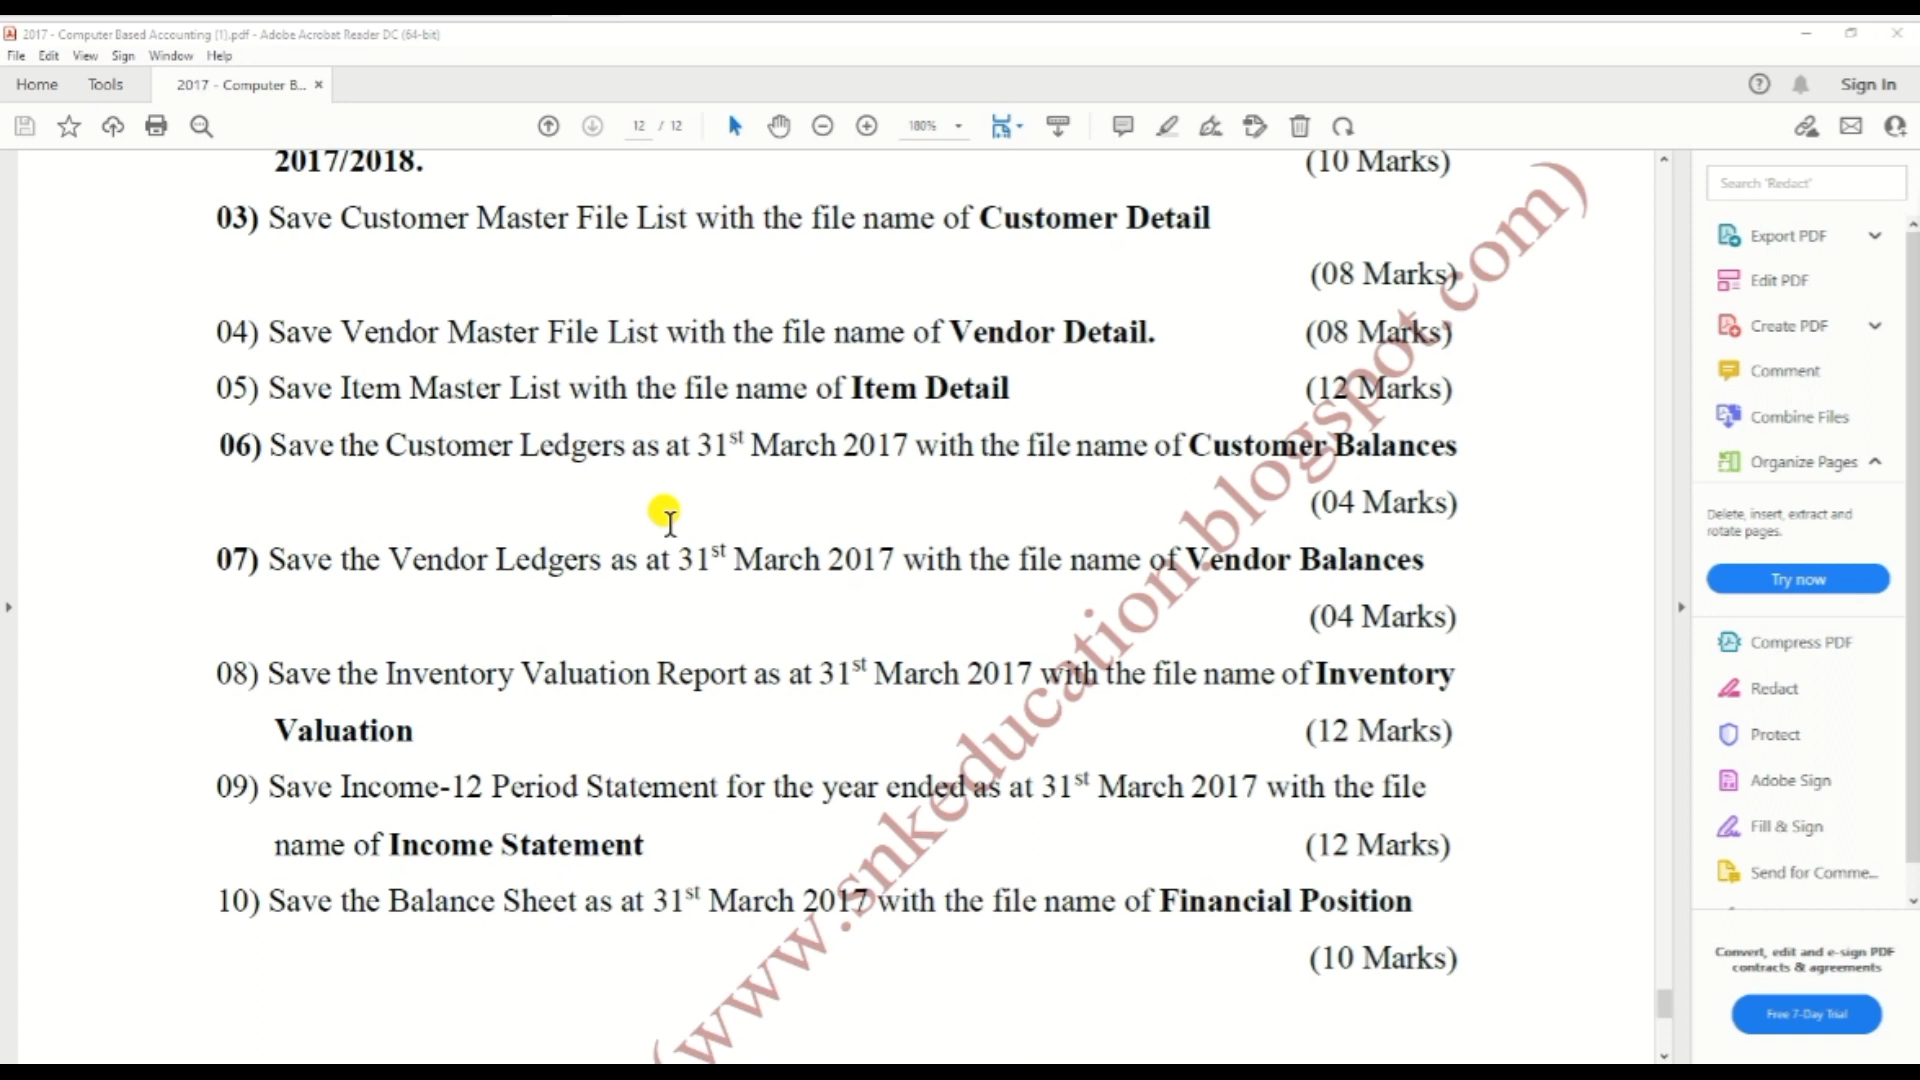 2017 - Computer Based Accounting (1).pdf - Adobe Acrobat Reader DC (64-bit)
File Edit View Sign Window Help
Home Tools 2017 - Computer B... × Sign In
12 / 12 180%
2017/2018. (10 Marks)
03) Save Customer Master File List with the file name of Customer Detail
(08 Marks)
04) Save Vendor Master File List with the file name of Vendor Detail. (08 Marks)
05) Save Item Master List with the file name of Item Detail (12 Marks)
06) Save the Customer Ledgers as at 31st March 2017 with the file name of Customer Balances
(04 Marks)
07) Save the Vendor Ledgers as at 31st March 2017 with the file name of Vendor Balances
(04 Marks)
08) Save the Inventory Valuation Report as at 31st March 2017 with the file name of Inventory
Valuation (12 Marks)
09) Save Income-12 Period Statement for the year ended as at 31st March 2017 with the file
name of Income Statement (12 Marks)
10) Save the Balance Sheet as at 31st March 2017 with the file name of Financial Position
(10 Marks)
(www.snkeducation.blogspot.com)
Search 'Redact'
Export PDF
Edit PDF
Create PDF
Comment
Combine Files
Organize Pages
Delete, insert, extract and
rotate pages.
Try now
Compress PDF
Redact
Protect
Adobe Sign
Fill & Sign
Send for Comme...
Convert, edit and e-sign PDF
contracts & agreements
Free 7-Day Trial